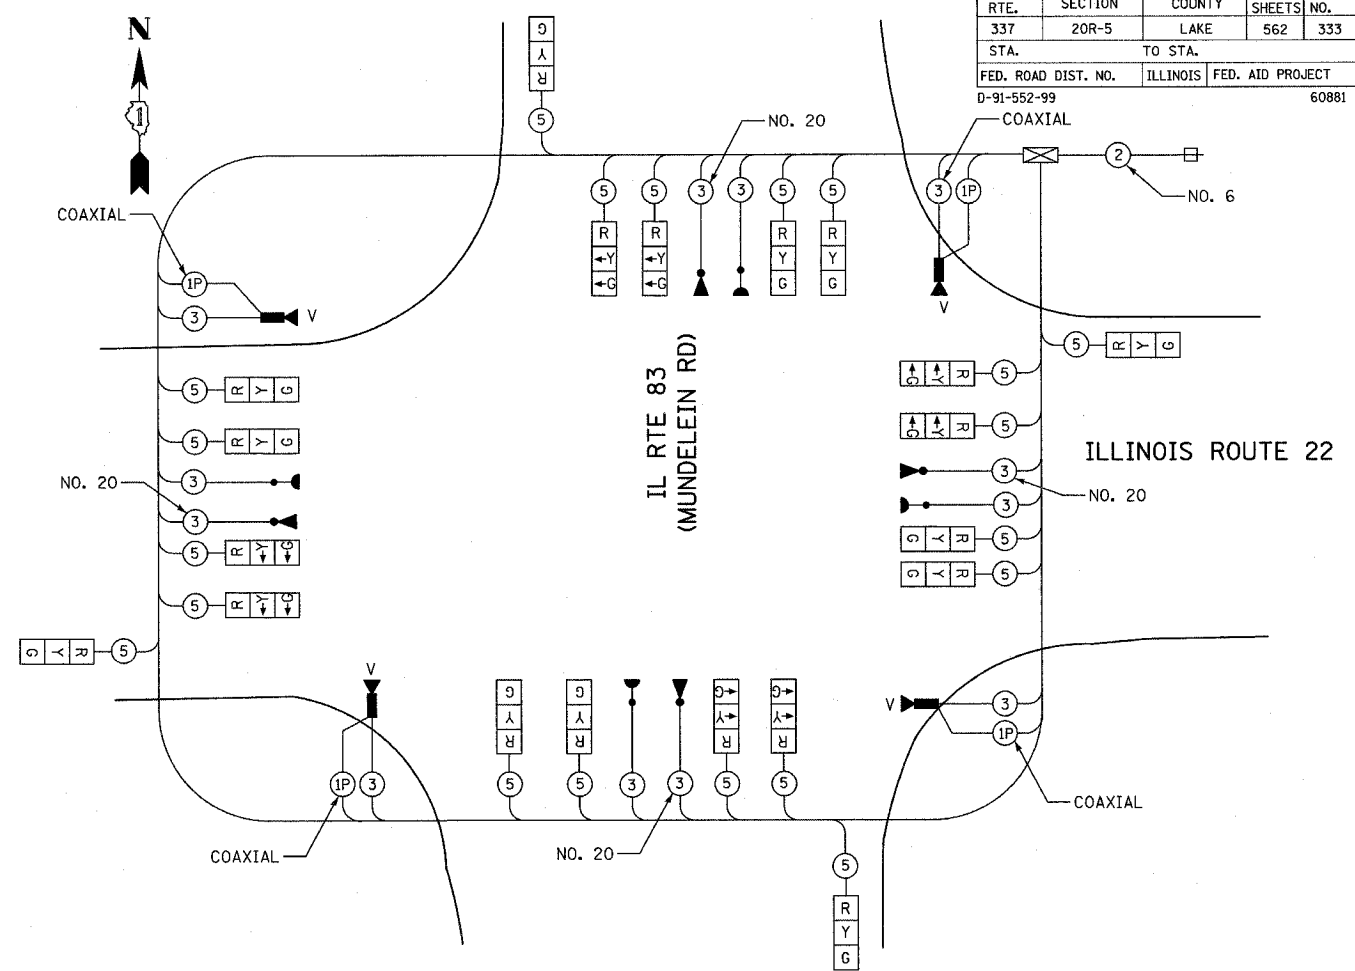 RTE. SECTION COUNTY SHEETS NO.
337 20R-5 LAKE 562 333
STA. TO STA.
FED. ROAD DIST. NO. ILLINOIS FED. AID PROJECT
D-91-552-99 60881
N
1
R
Y
G
5
NO. 20
COAXIAL
2
NO. 6
5 5 3 3 5 5 3 1P
R R R R
←Y ←Y Y Y
←G ←G G G
V
COAXIAL
1P
3 V
5 R Y G
5 R Y G
5 R Y G
3
NO. 20
3
5 R ←Y ←G
5 R ←Y ←G
5 R Y G
IL RTE 83
(MUNDELEIN RD)
5 R ←Y ←G
5 R ←Y ←G
ILLINOIS ROUTE 22
3
NO. 20
3
5 R Y G
5 R Y G
V 3
1P
COAXIAL
V
G G ←G ←G
Y Y ←Y ←Y
R R R R
1P 3 5 5 3 3 5 5
COAXIAL
NO. 20
5
R
Y
G